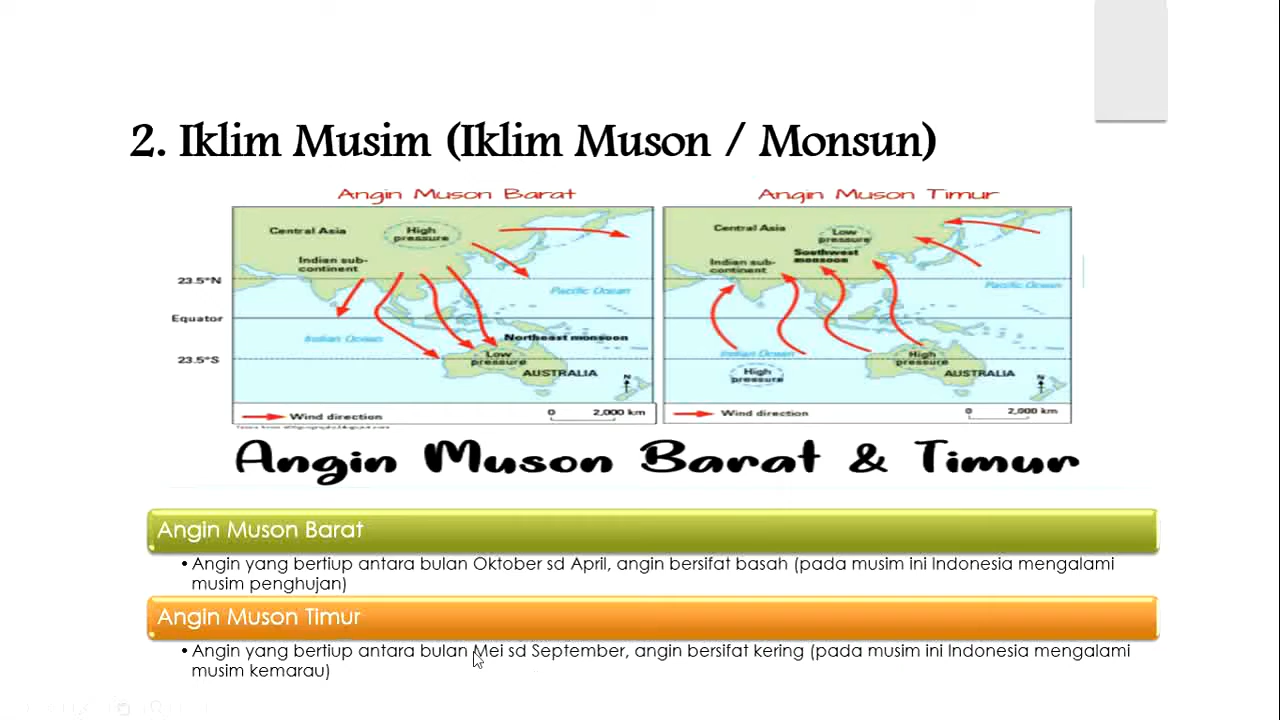 2. Iklim Musim (Iklim Muson / Monsun)
Angin Muson Barat
Central Asia
High
pressure
Indian sub-
continent
23.5°N
Pacific Ocean
Equator
Indian Ocean
Northeast monsoon
23.5°S
Low
pressure
AUSTRALIA
N
Wind direction
0 2,000 km
Angin Muson Timur
Central Asia
Low
pressure
Southwest
monsoon
Indian sub-
continent
Pacific Ocean
Indian Ocean
High
pressure
High
pressure
AUSTRALIA
N
Wind direction
0 2,000 km
Angin Muson Barat & Timur
Angin Muson Barat
• Angin yang bertiup antara bulan Oktober sd April, angin bersifat basah (pada musim ini Indonesia mengalami
musim penghujan)
Angin Muson Timur
• Angin yang bertiup antara bulan Mei sd September, angin bersifat kering (pada musim ini Indonesia mengalami
musim kemarau)